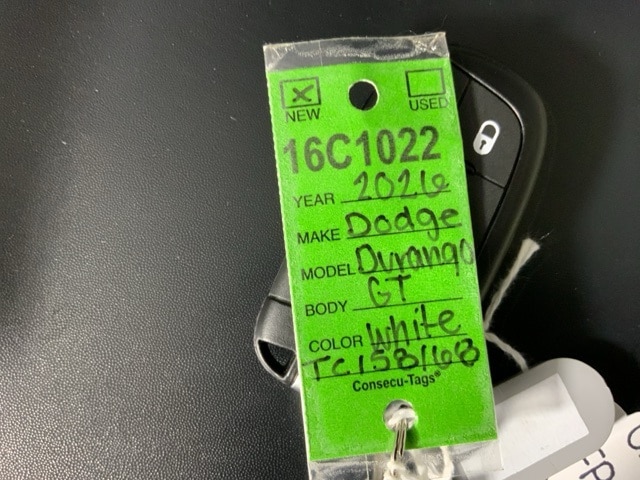 NEW USED
16C1022
YEAR 2026
MAKE Dodge
MODEL Durango
BODY GT
COLOR White
TC158168
Consecu-Tags®